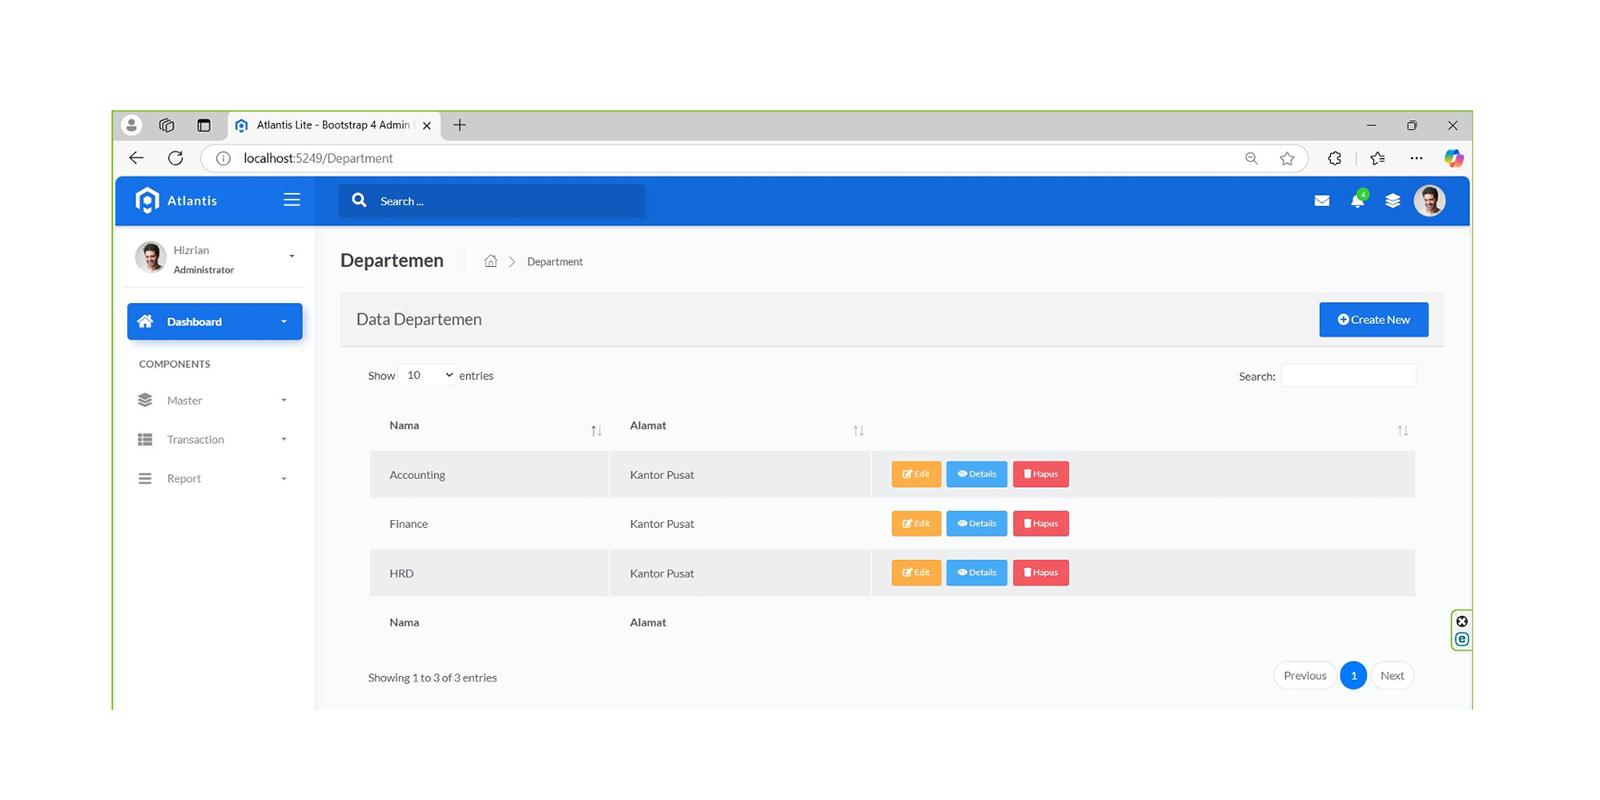 Atlantis Lite - Bootstrap 4 Admin
localhost:5249/Department
Atlantis
Search ...
4
Hizrian
Administrator
Departemen
Department
Dashboard
Data Departemen
Create New
COMPONENTS
Show 10 entries
Search:
Master
Nama
Alamat
Transaction
Accounting
Kantor Pusat
Edit
Details
Hapus
Report
Finance
Kantor Pusat
Edit
Details
Hapus
HRD
Kantor Pusat
Edit
Details
Hapus
Nama
Alamat
Showing 1 to 3 of 3 entries
Previous
1
Next